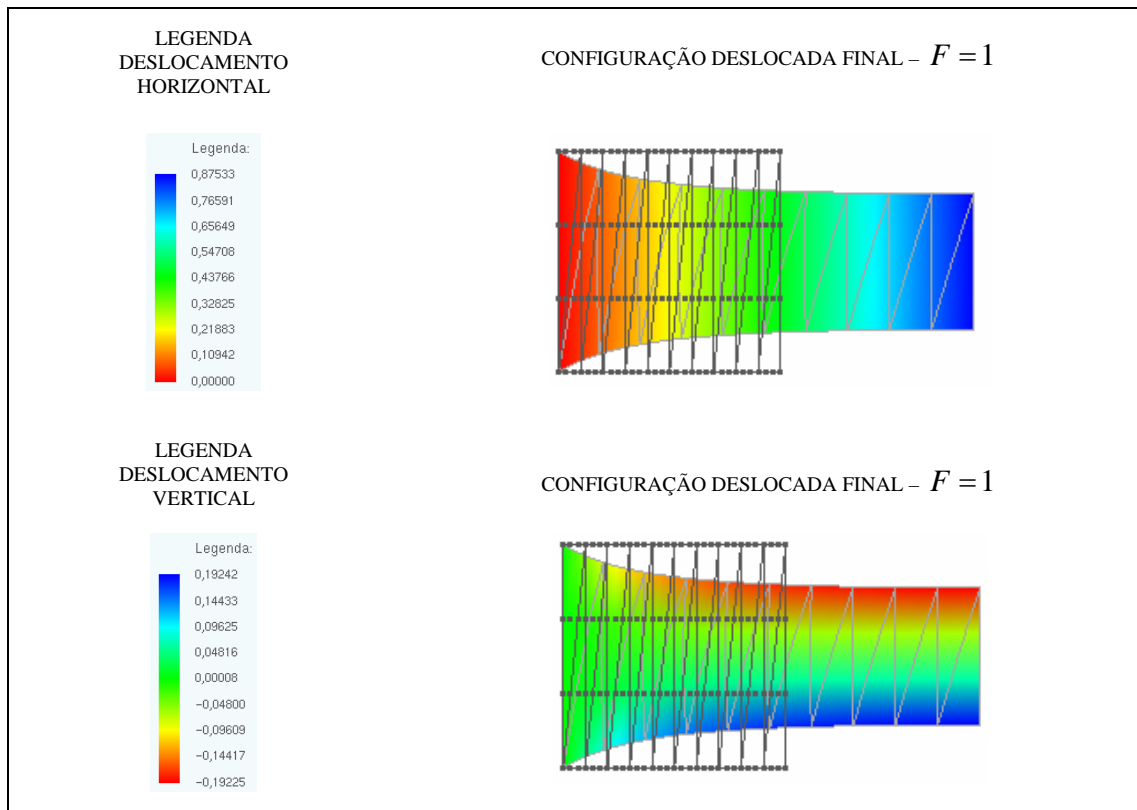 LEGENDA
DESLOCAMENTO
HORIZONTAL
CONFIGURAÇÃO DESLOCADA FINAL – F = 1
Legenda:
0,87533
0,76591
0,65649
0,54708
0,43766
0,32825
0,21883
0,10942
0,00000
LEGENDA
DESLOCAMENTO
VERTICAL
CONFIGURAÇÃO DESLOCADA FINAL – F = 1
Legenda:
0,19242
0,14433
0,09625
0,04816
0,00008
−0,04800
−0,09609
−0,14417
−0,19225